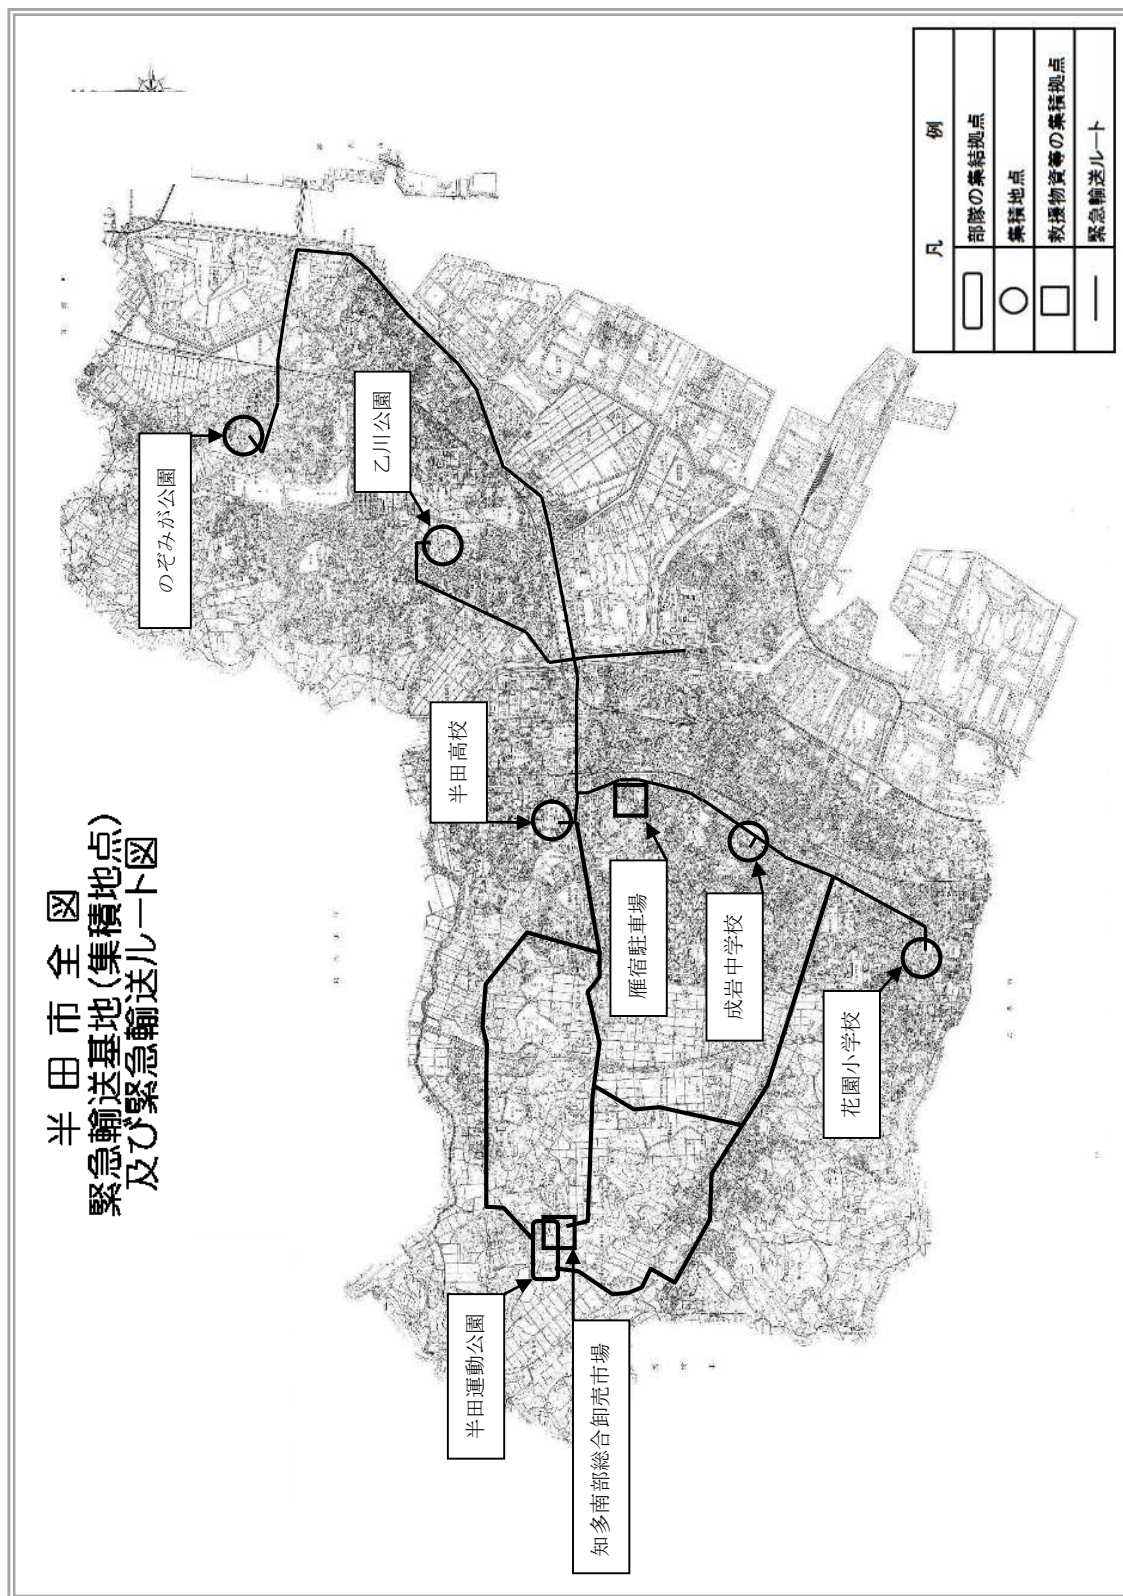 半田市全図
緊急輸送基地(集積地点)
及び緊急輸送ルート図
のぞみが公園
乙川公園
半田高校
雁宿駐車場
成岩中学校
花園小学校
半田運動公園
知多南部総合卸売市場
凡 例
部隊の集結拠点
集積地点
救援物資等の集積拠点
緊急輸送ルート